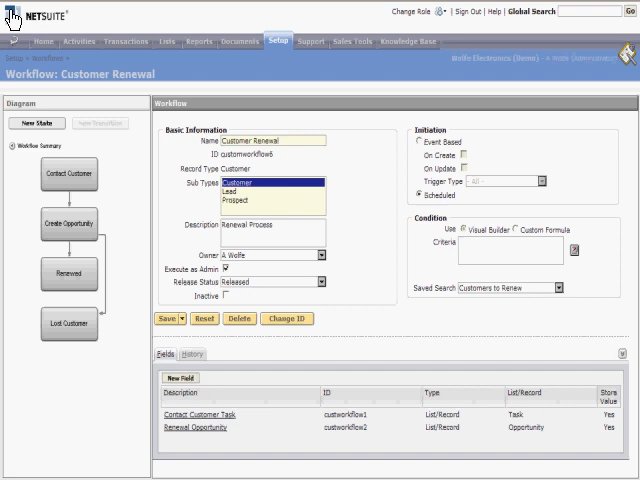 NETSUITE
Change Role | Sign Out | Help | Global Search Go
Home Activities Transactions Lists Reports Documents Setup Support Sales Tools Knowledge Base
Setup > Workflows >
Wolfe Electronics (Demo) - A Wolfe
Workflow: Customer Renewal
Diagram
New State New Transition
Workflow Summary
Contact Customer
Create Opportunity
Renewed
Lost Customer
Workflow
Basic Information
Name Customer Renewal
ID customworkflow6
Record Type Customer
Sub Types Customer
Lead
Prospect
Description Renewal Process
Owner A Wolfe
Execute as Admin
Release Status Released
Inactive
Initiation
Event Based
On Create
On Update
Trigger Type - All -
Scheduled
Condition
Use Visual Builder Custom Formula
Criteria
?
Saved Search Customers to Renew
Save Reset Delete Change ID
Fields History
New Field
Description ID Type List/Record Store Value
Contact Customer Task custworkflow1 List/Record Task Yes
Renewal Opportunity custworkflow2 List/Record Opportunity Yes